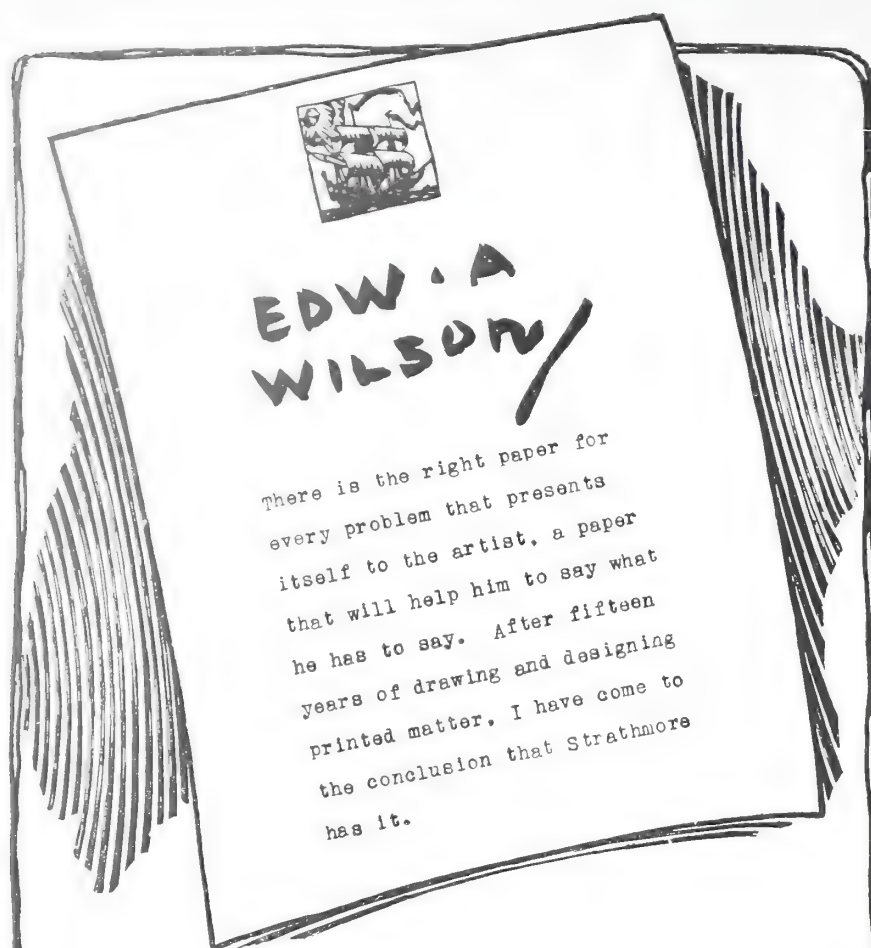 EDW. A
WILSON
There is the right paper for
every problem that presents
itself to the artist, a paper
that will help him to say what
he has to say. After fifteen
years of drawing and designing
printed matter, I have come to
the conclusion that Strathmore
has it.